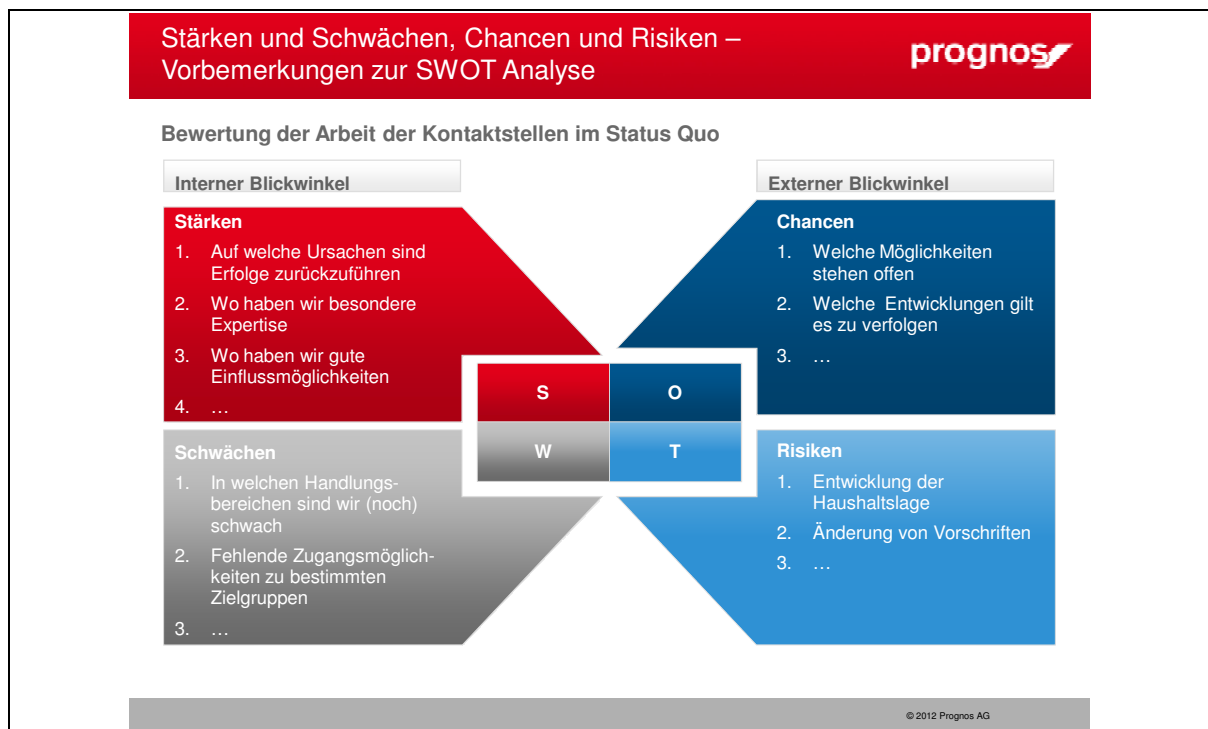 Stärken und Schwächen, Chancen und Risiken –
Vorbemerkungen zur SWOT Analyse
prognos
Bewertung der Arbeit der Kontaktstellen im Status Quo
Interner Blickwinkel
Stärken
1. Auf welche Ursachen sind
Erfolge zurückzuführen
2. Wo haben wir besondere
Expertise
3. Wo haben wir gute
Einflussmöglichkeiten
4. …
Schwächen
1. In welchen Handlungs-
bereichen sind wir (noch)
schwach
2. Fehlende Zugangsmöglich-
keiten zu bestimmten
Zielgruppen
3. …
S
O
W
T
Externer Blickwinkel
Chancen
1. Welche Möglichkeiten
stehen offen
2. Welche Entwicklungen gilt
es zu verfolgen
3. …
Risiken
1. Entwicklung der
Haushaltslage
2. Änderung von Vorschriften
3. …
© 2012 Prognos AG